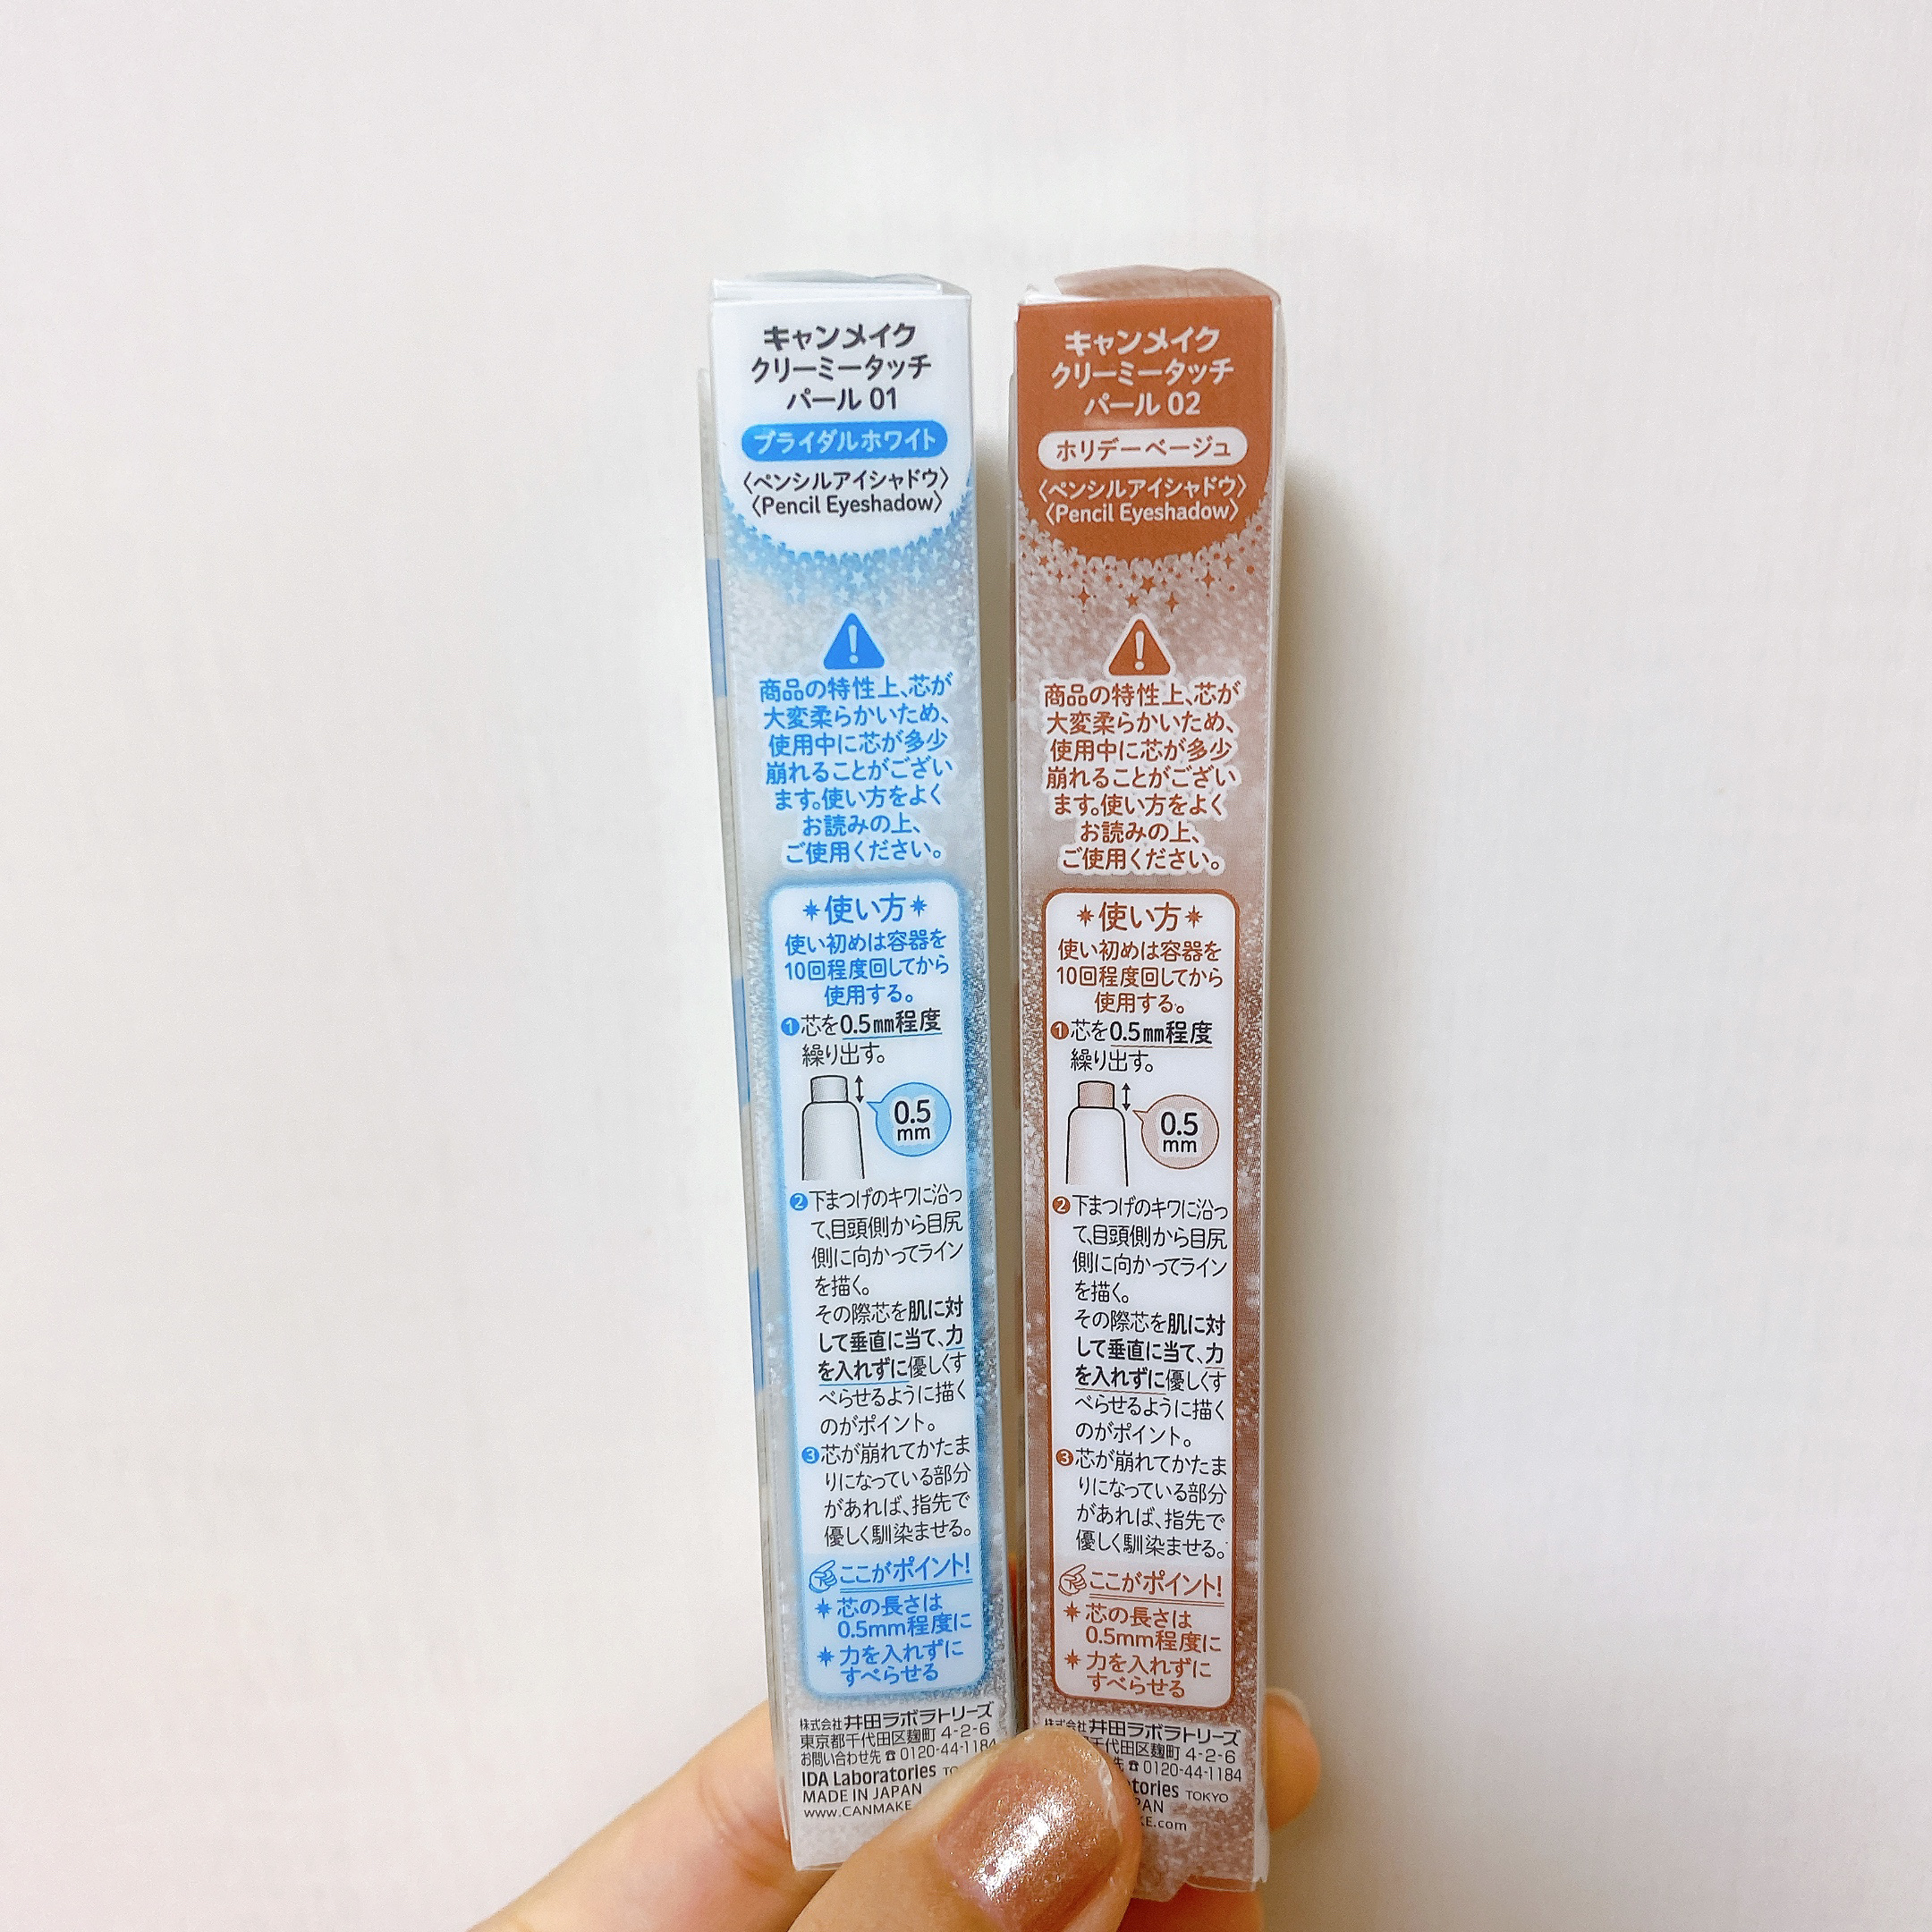 キャンメイク
クリーミータッチ
パール 01
ブライダルホワイト
〈ペンシルアイシャドウ〉
〈Pencil Eyeshadow〉
商品の特性上、芯が
大変柔らかいため、
使用中に芯が多少
崩れることがござい
ます。使い方をよく
お読みの上、
ご使用ください。
使い方
使い初めは容器を
10回程度回してから
使用する。
❶芯を0.5㎜程度
繰り出す。
0.5
mm
❷下まつげのキワに沿っ
て、目頭側から目尻
側に向かってライン
を描く。
その際芯を肌に対
して垂直に当て、力
を入れずに優しくす
べらせるように描く
のがポイント。
❸芯が崩れてかたま
りになっている部分
があれば、指先で
優しく馴染ませる。
ここがポイント!
芯の長さは
0.5mm程度に
力を入れずに
すべらせる
株式会社 井田ラボラトリーズ
東京都千代田区麹町 4-2-6
お問い合わせ先 ☎ 0120-44-1184
IDA Laboratories
MADE IN JAPAN
www.CANMAKE
キャンメイク
クリーミータッチ
パール 02
ホリデーベージュ
〈ペンシルアイシャドウ〉
〈Pencil Eyeshadow〉
商品の特性上、芯が
大変柔らかいため、
使用中に芯が多少
崩れることがござい
ます。使い方をよく
お読みの上、
ご使用ください。
使い方
使い初めは容器を
10回程度回してから
使用する。
❶芯を0.5㎜程度
繰り出す。
0.5
mm
❷下まつげのキワに沿っ
て、目頭側から目尻
側に向かってライン
を描く。
その際芯を肌に対
して垂直に当て、力
を入れずに優しくす
べらせるように描く
のがポイント。
❸芯が崩れてかたま
りになっている部分
があれば、指先で
優しく馴染ませる。
ここがポイント!
芯の長さは
0.5mm程度に
力を入れずに
すべらせる
株式会社 井田ラボラトリーズ
千代田区麹町 4-2-6
先 ☎ 0120-44-1184
tories TOKYO
PAN
KE.com